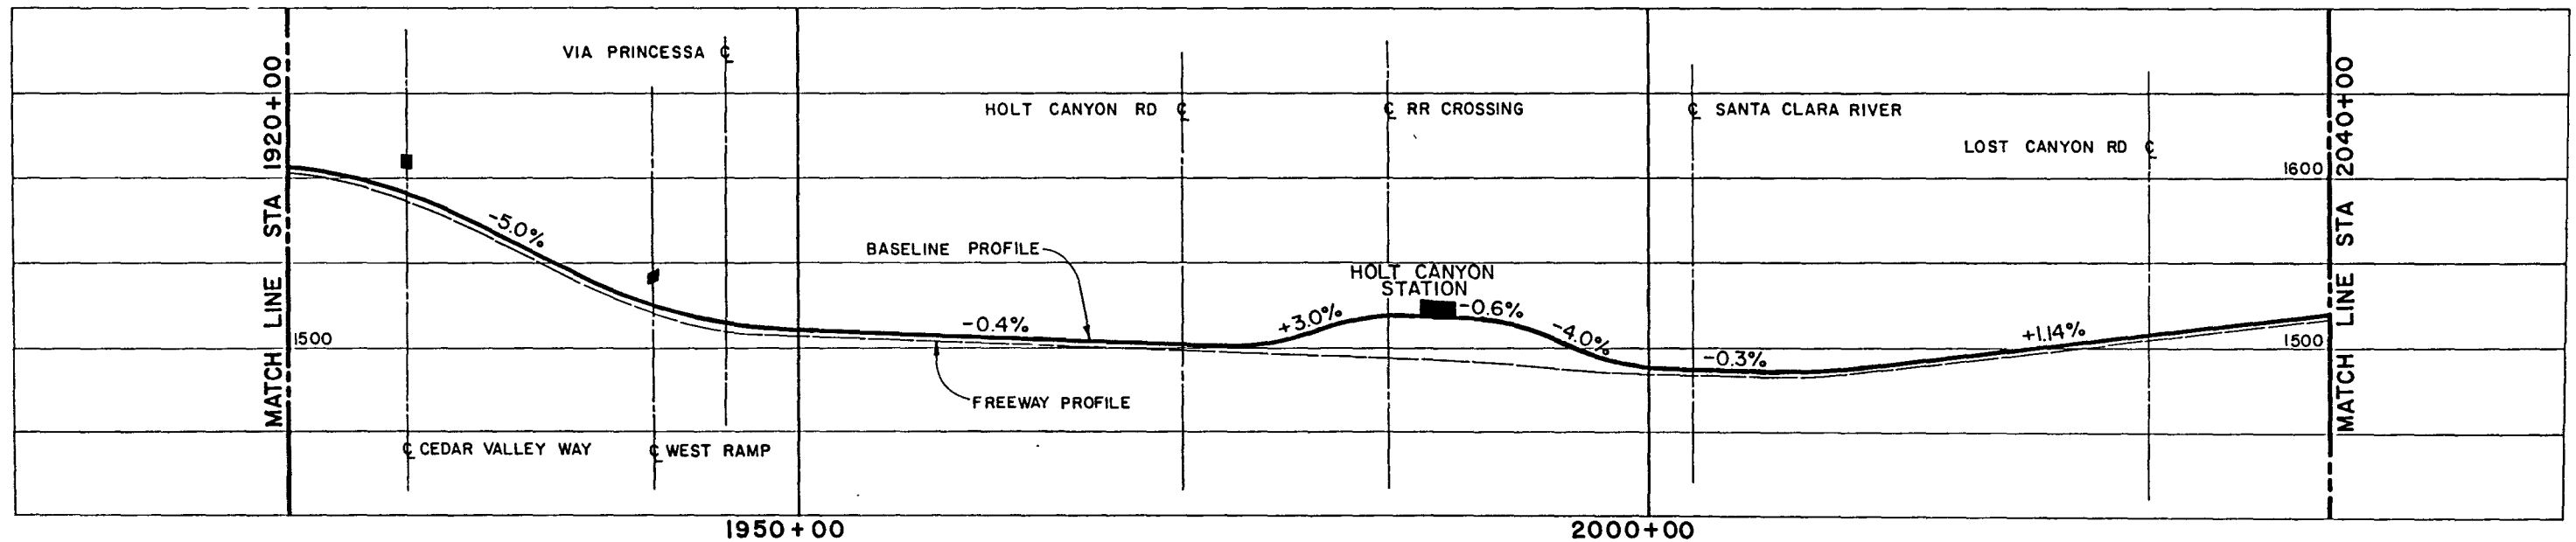 VIA PRINCESSA ℄
HOLT CANYON RD ℄
℄ RR CROSSING
℄ SANTA CLARA RIVER
LOST CANYON RD ℄
MATCH LINE STA 1920+00
MATCH LINE STA 2040+00
1600
-5.0%
BASELINE PROFILE
HOLT CANYON
STATION
-0.6%
+3.0%
-4.0%
-0.4%
+1.14%
1500
1500
-0.3%
FREEWAY PROFILE
℄ CEDAR VALLEY WAY
℄ WEST RAMP
1950+00
2000+00